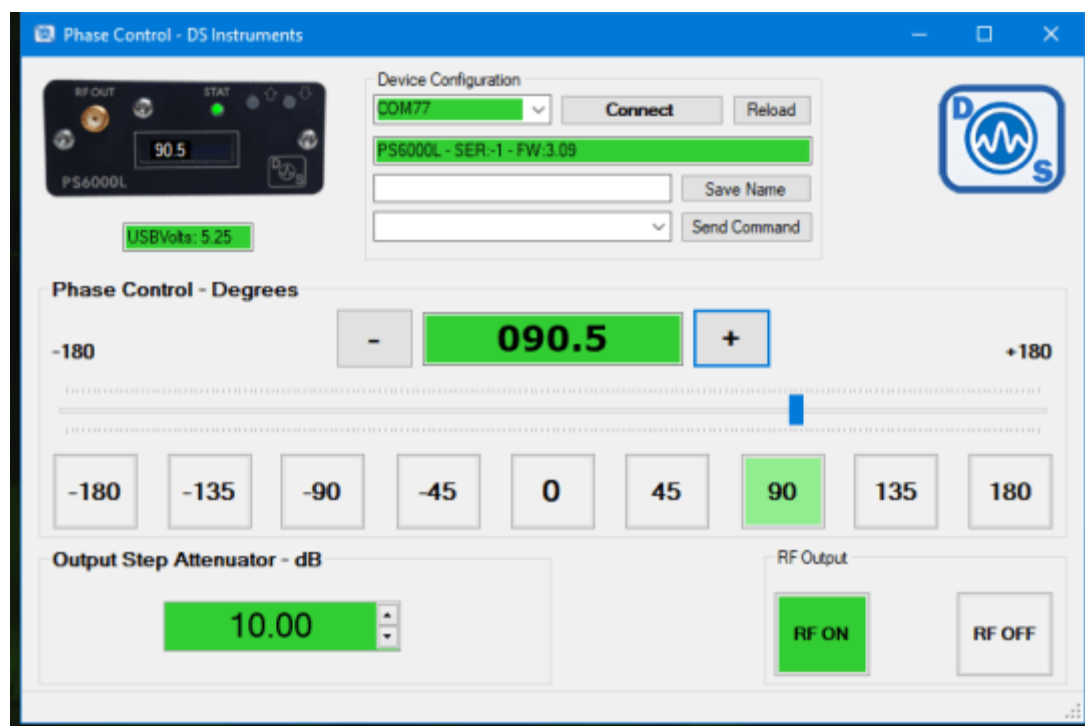 Phase Control - DS Instruments
RF OUT STAT
90.5
PS6000L
D S
USBVolts: 5.25
Device Configuration
COM77 Connect Reload
PS6000L - SER:-1 - FW:3.09
Save Name
Send Command
D S
Phase Control - Degrees
-180 - 090.5 + +180
-180 -135 -90 -45 0 45 90 135 180
Output Step Attenuator - dB
10.00
RF Output
RF ON RF OFF